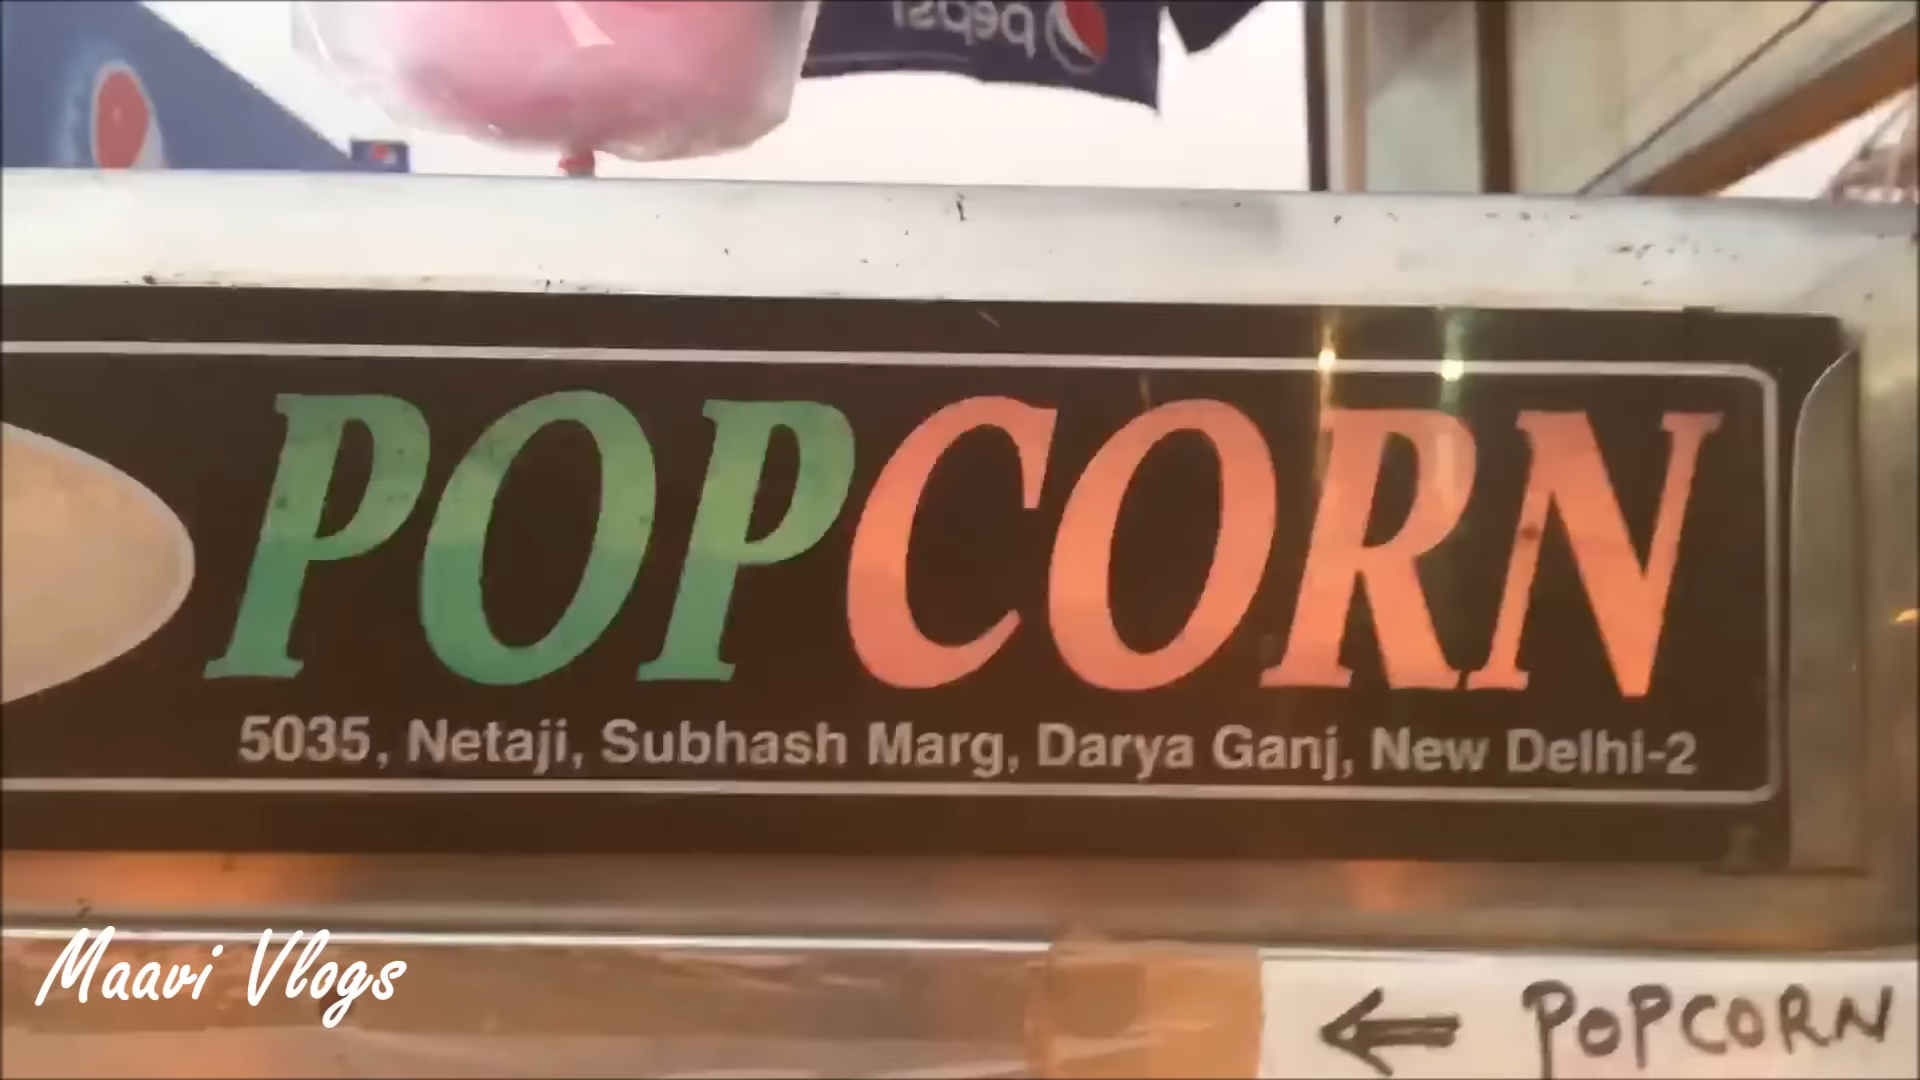 pepsi
POPCORN
5035, Netaji, Subhash Marg, Darya Ganj, New Delhi-2
Maavi Vlogs
← POPCORN